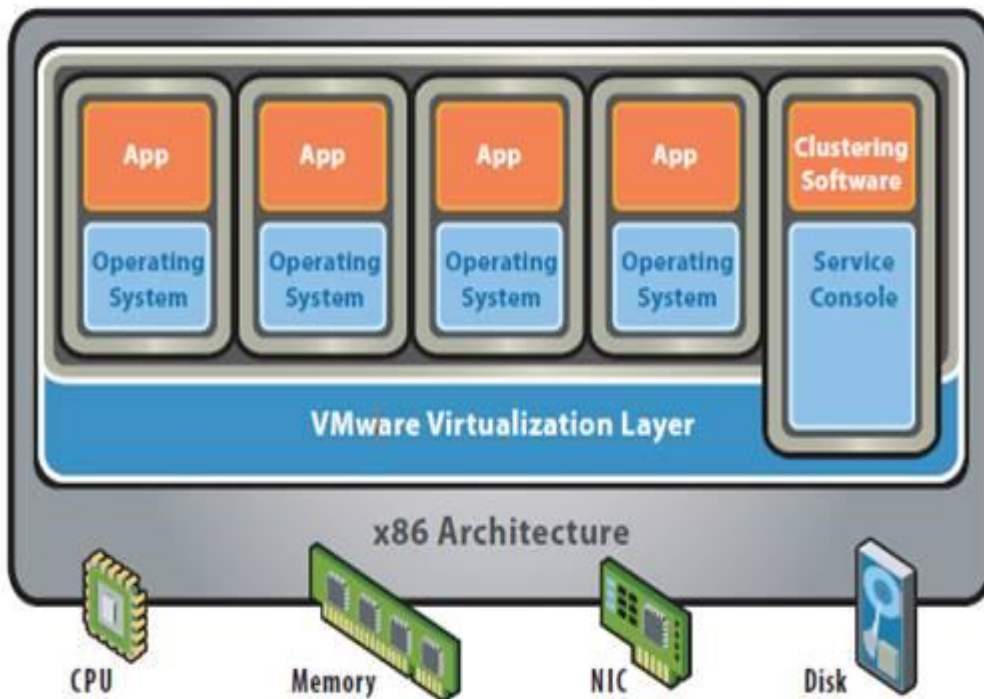 App
App
App
App
Clustering
Software
Operating
System
Operating
System
Operating
System
Operating
System
Service
Console
VMware Virtualization Layer
x86 Architecture
CPU
Memory
NIC
Disk